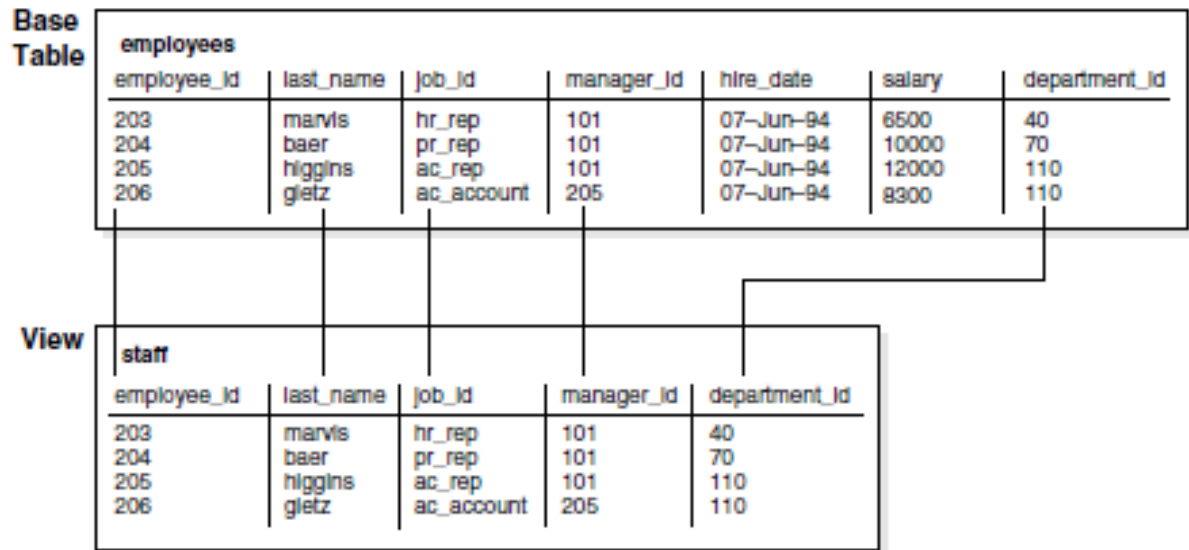 Base
Table
employees
employee_id last_name job_id manager_id hire_date salary department_id
203 marvis hr_rep 101 07–Jun–94 6500 40
204 baer pr_rep 101 07–Jun–94 10000 70
205 higgins ac_rep 101 07–Jun–94 12000 110
206 gietz ac_account 205 07–Jun–94 8300 110
View
staff
employee_id last_name job_id manager_id department_id
203 marvis hr_rep 101 40
204 baer pr_rep 101 70
205 higgins ac_rep 101 110
206 gietz ac_account 205 110